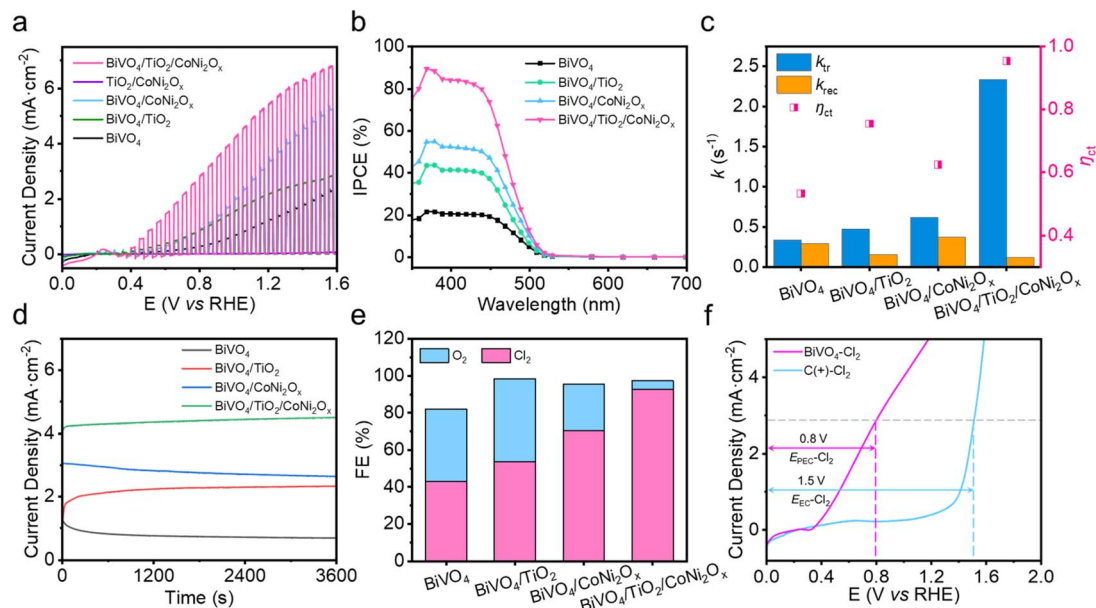 a
Current Density (mA·cm⁻²)
6
4
2
0
BiVO₄/TiO₂/CoNi₂Oₓ
TiO₂/CoNi₂Oₓ
BiVO₄/CoNi₂Oₓ
BiVO₄/TiO₂
BiVO₄
0.0 0.4 0.8 1.2 1.6
E (V vs RHE)
b
IPCE (%)
100
80
60
40
20
0
BiVO₄
BiVO₄/TiO₂
BiVO₄/CoNi₂Oₓ
BiVO₄/TiO₂/CoNi₂Oₓ
400 500 600 700
Wavelength (nm)
c
k (s⁻¹)
2.5
2.0
1.5
1.0
0.5
0.0
k_tr
k_rec
η_ct
1.0
0.8
0.6
0.4
η_ct
BiVO₄
BiVO₄/TiO₂
BiVO₄/CoNi₂Oₓ
BiVO₄/TiO₂/CoNi₂Oₓ
d
Current Density (mA·cm⁻²)
6
4
2
0
BiVO₄
BiVO₄/TiO₂
BiVO₄/CoNi₂Oₓ
BiVO₄/TiO₂/CoNi₂Oₓ
0 1200 2400 3600
Time (s)
e
FE (%)
120
100
80
60
40
20
0
O₂ Cl₂
BiVO₄
BiVO₄/TiO₂
BiVO₄/CoNi₂Oₓ
BiVO₄/TiO₂/CoNi₂Oₓ
f
Current Density (mA·cm⁻²)
4
2
0
BiVO₄-Cl₂
C(+)-Cl₂
0.8 V
E_PEC-Cl₂
1.5 V
E_EC-Cl₂
0.0 0.4 0.8 1.2 1.6 2.0
E (V vs RHE)